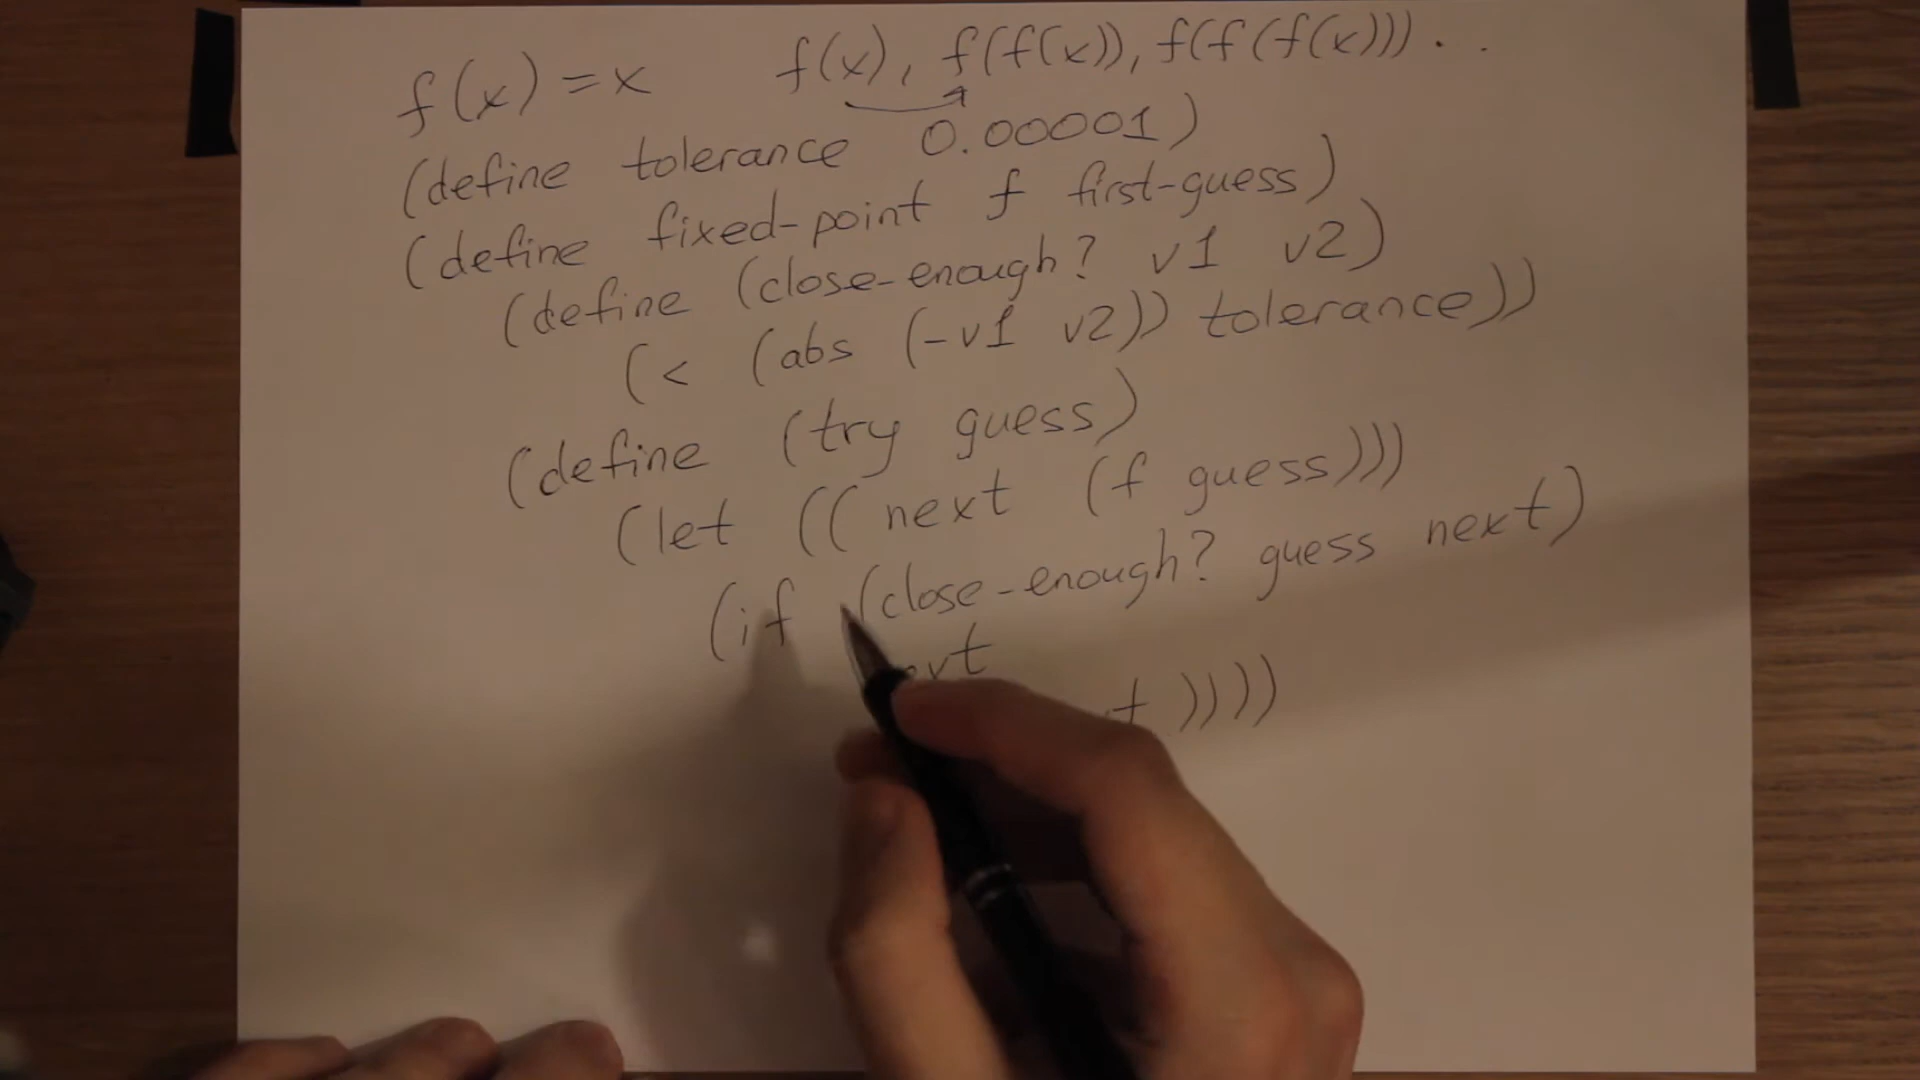 f(x) = x f(x), f(f(x)), f(f(f(x))) . .
(define tolerance 0.00001)
(define fixed-point f first-guess)
(define (close-enough? v1 v2)
(< (abs (-v1 v2)) tolerance))
(define (try guess)
(let ((next (f guess)))
(if (close-enough? guess next)
))))